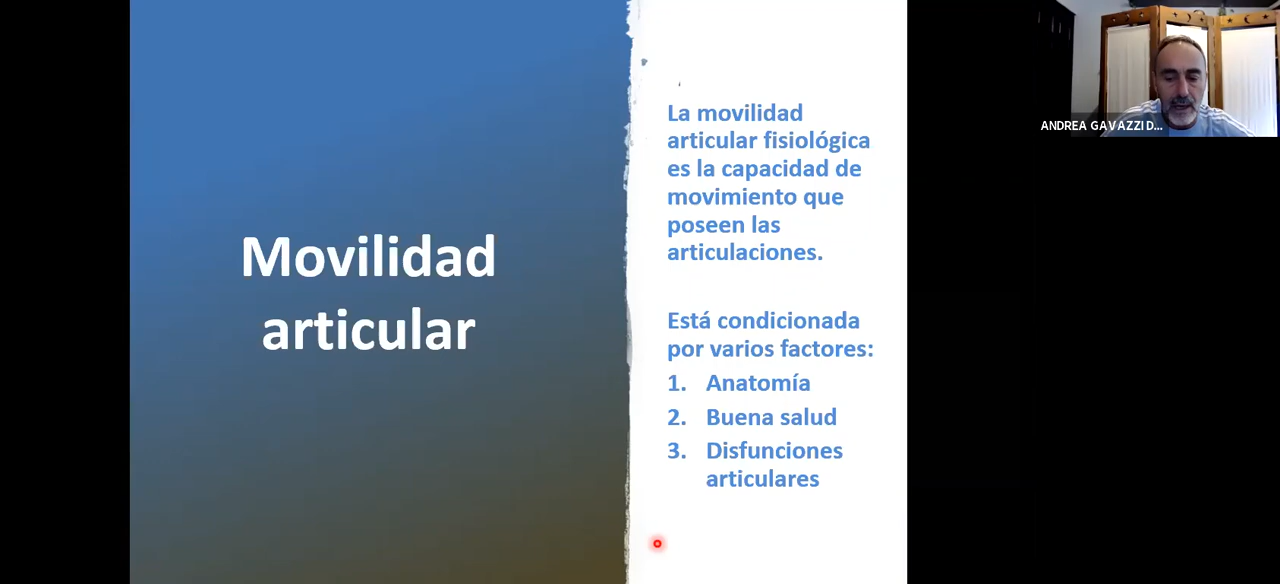 Movilidad
articular
La movilidad
articular fisiológica
es la capacidad de
movimiento que
poseen las
articulaciones.
Está condicionada
por varios factores:
1. Anatomía
2. Buena salud
3. Disfunciones
articulares
ANDREA GAVAZZI D...